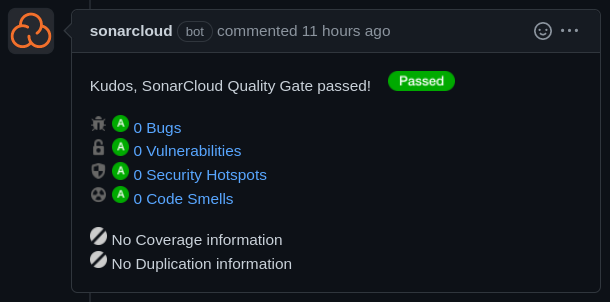 sonarcloud bot commented 11 hours ago
Kudos, SonarCloud Quality Gate passed! Passed
A 0 Bugs
A 0 Vulnerabilities
A 0 Security Hotspots
A 0 Code Smells
No Coverage information
No Duplication information